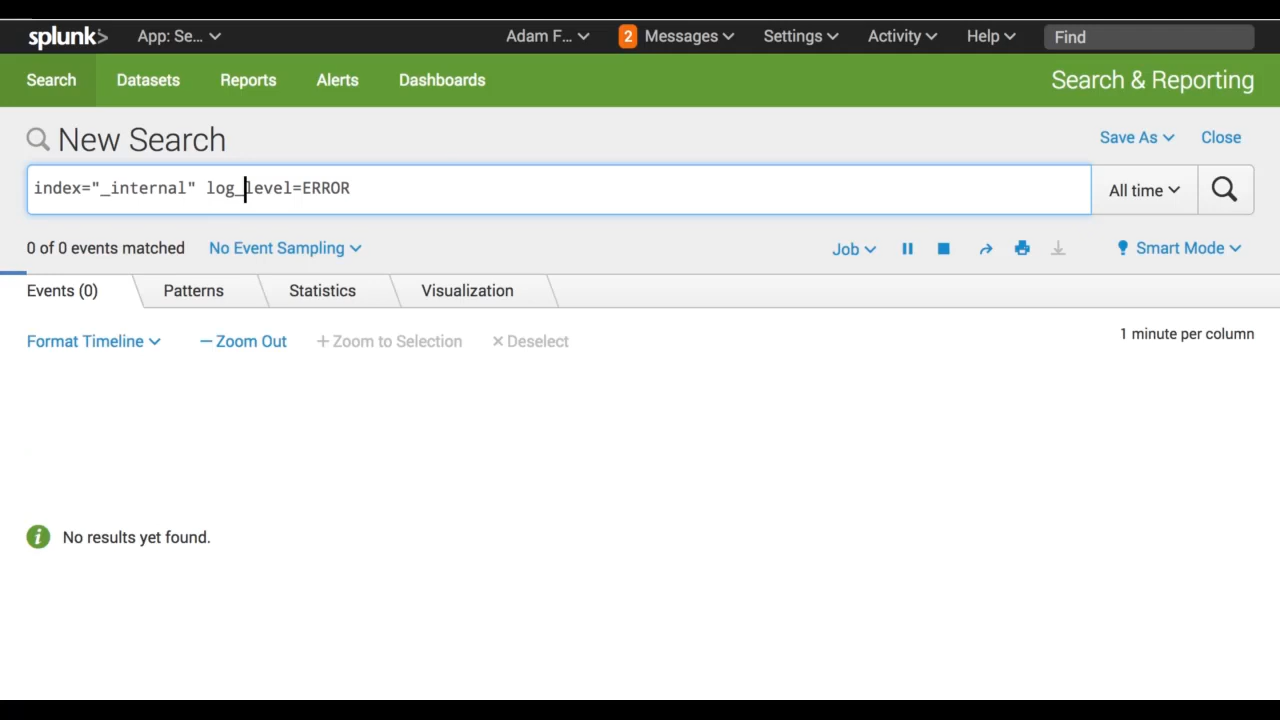 splunk> App: Se... Adam F... 2 Messages Settings Activity Help Find
Search Datasets Reports Alerts Dashboards Search & Reporting
New Search Save As Close
index="_internal" log_level=ERROR All time
0 of 0 events matched No Event Sampling Job Smart Mode
Events (0) Patterns Statistics Visualization
Format Timeline — Zoom Out + Zoom to Selection × Deselect 1 minute per column
i No results yet found.